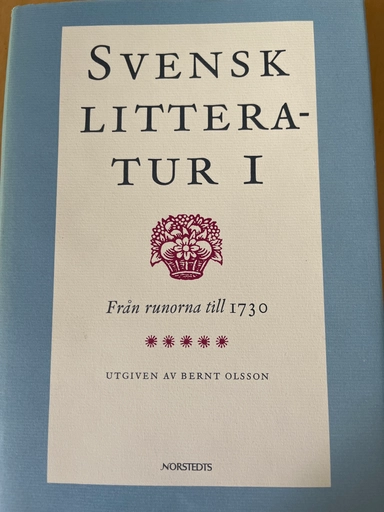 SVENSK
LITTERA-
TUR I
Från runorna till 1730
UTGIVEN AV BERNT OLSSON
NORSTEDTS